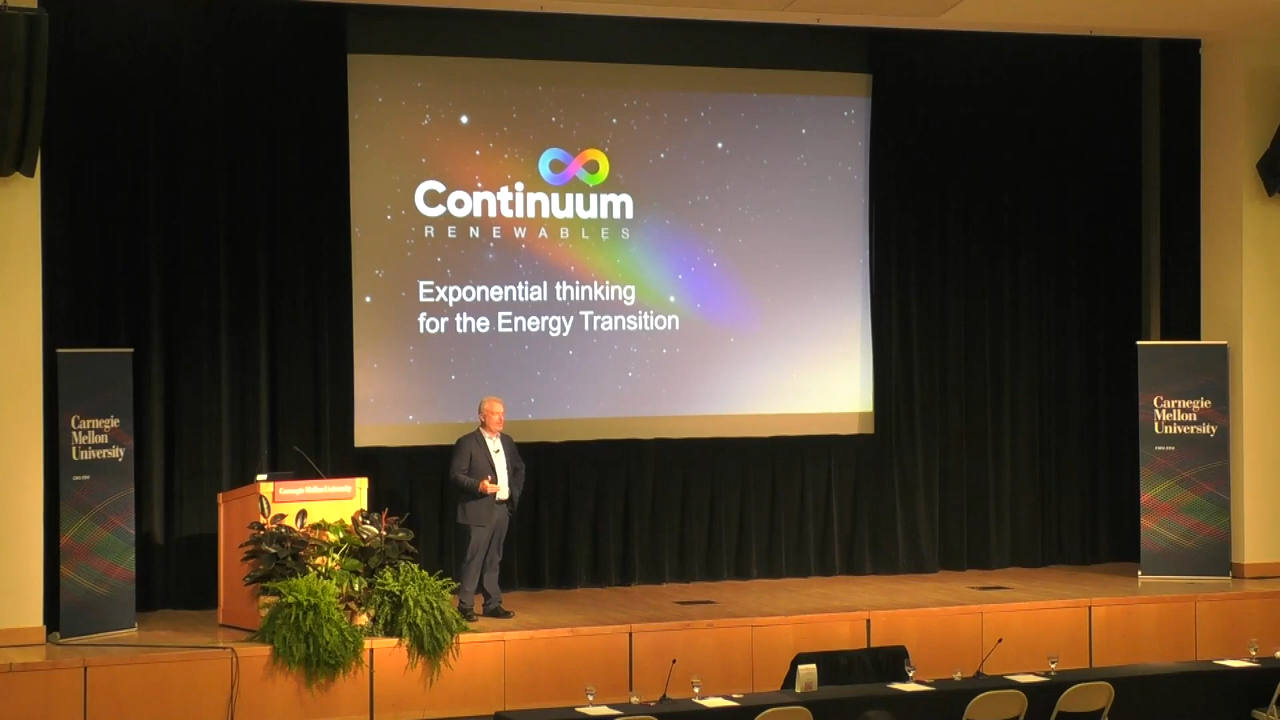 Continuum
RENEWABLES
Exponential thinking
for the Energy Transition
Carnegie
Mellon
University
Carnegie Mellon University
Carnegie
Mellon
University